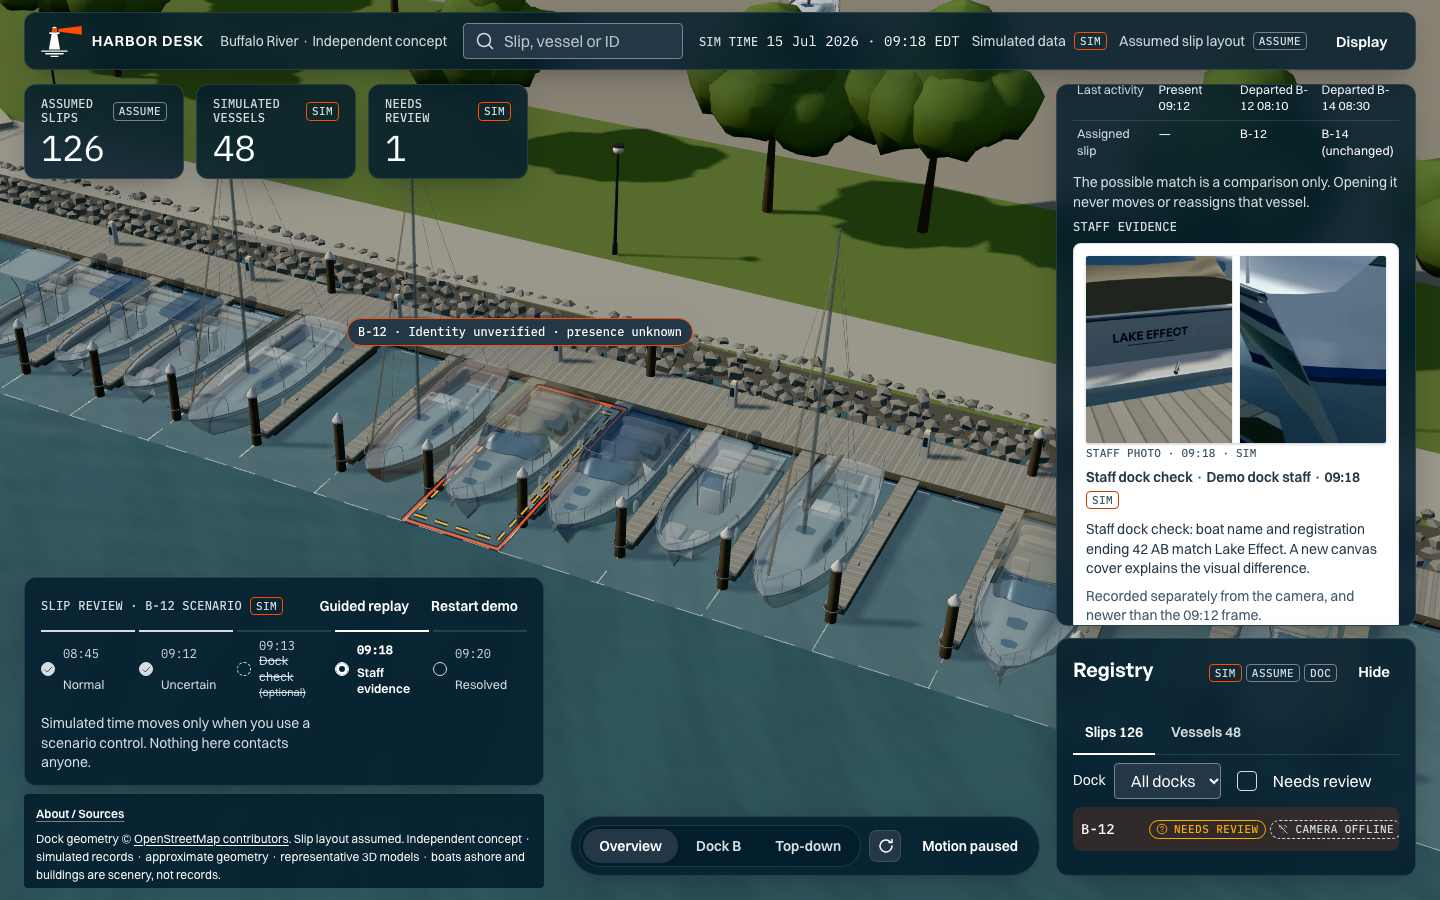 HARBOR DESK
Buffalo River · Independent concept
Slip, vessel or ID
SIM TIME 15 Jul 2026 · 09:18 EDT
Simulated data SIM
Assumed slip layout ASSUME
Display
ASSUMED SLIPS
ASSUME
126
SIMULATED VESSELS
SIM
48
NEEDS REVIEW
SIM
1
B-12 · Identity unverified · presence unknown
Last activity
Present 09:12
Departed B-12 08:10
Departed B-14 08:30
Assigned slip
—
B-12
B-14 (unchanged)
The possible match is a comparison only. Opening it
never moves or reassigns that vessel.
STAFF EVIDENCE
LAKE EFFECT
STAFF PHOTO · 09:18 · SIM
Staff dock check · Demo dock staff · 09:18
SIM
Staff dock check: boat name and registration
ending 42 AB match Lake Effect. A new canvas
cover explains the visual difference.
Recorded separately from the camera, and
newer than the 09:12 frame.
SLIP REVIEW · B-12 SCENARIO SIM
Guided replay
Restart demo
08:45
Normal
09:12
Uncertain
09:13
Dock
check
(optional)
09:18
Staff
evidence
09:20
Resolved
Simulated time moves only when you use a
scenario control. Nothing here contacts
anyone.
About / Sources
Dock geometry © OpenStreetMap contributors. Slip layout assumed. Independent concept ·
simulated records · approximate geometry · representative 3D models · boats ashore and
buildings are scenery, not records.
Overview
Dock B
Top-down
Motion paused
Registry
SIM ASSUME DOC
Hide
Slips 126
Vessels 48
Dock
All docks
Needs review
B-12
NEEDS REVIEW
CAMERA OFFLINE